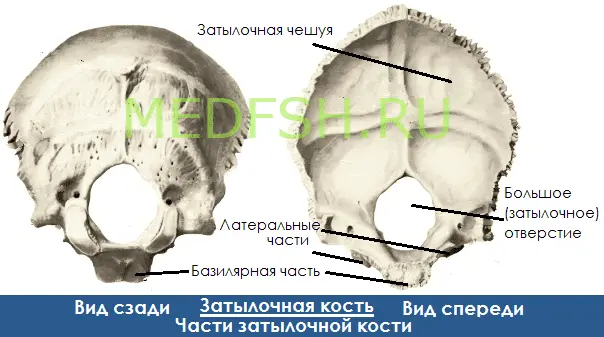 Затылочная чешуя
MEDFSH.RU
Большое
(затылочное)
отверстие
Латеральные
части
Базилярная часть
Вид сзади Затылочная кость Вид спереди
Части затылочной кости